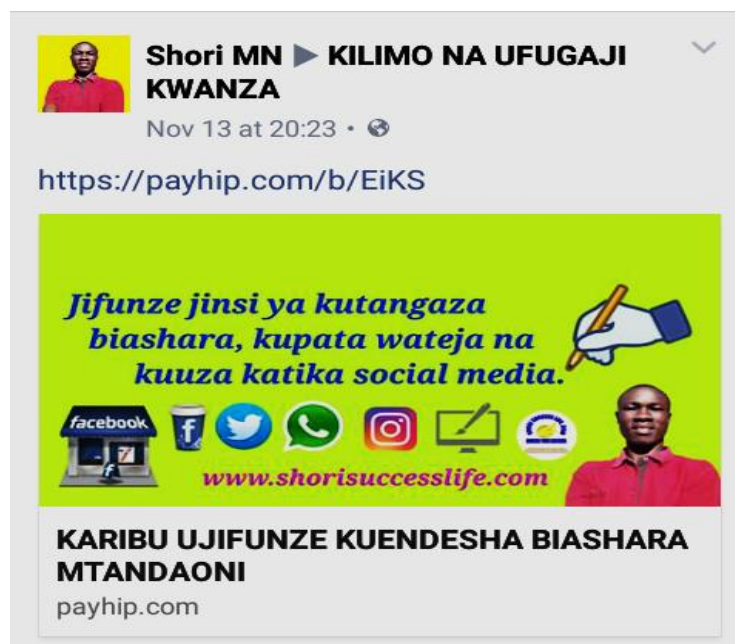 Shori MN ▶ KILIMO NA UFUGAJI
KWANZA
Nov 13 at 20:23 •
https://payhip.com/b/EiKS
Jifunze jinsi ya kutangaza
biashara, kupata wateja na
kuuza katika social media.
facebook
f
f
www.shorisuccesslife.com
KARIBU UJIFUNZE KUENDESHA BIASHARA
MTANDAONI
payhip.com